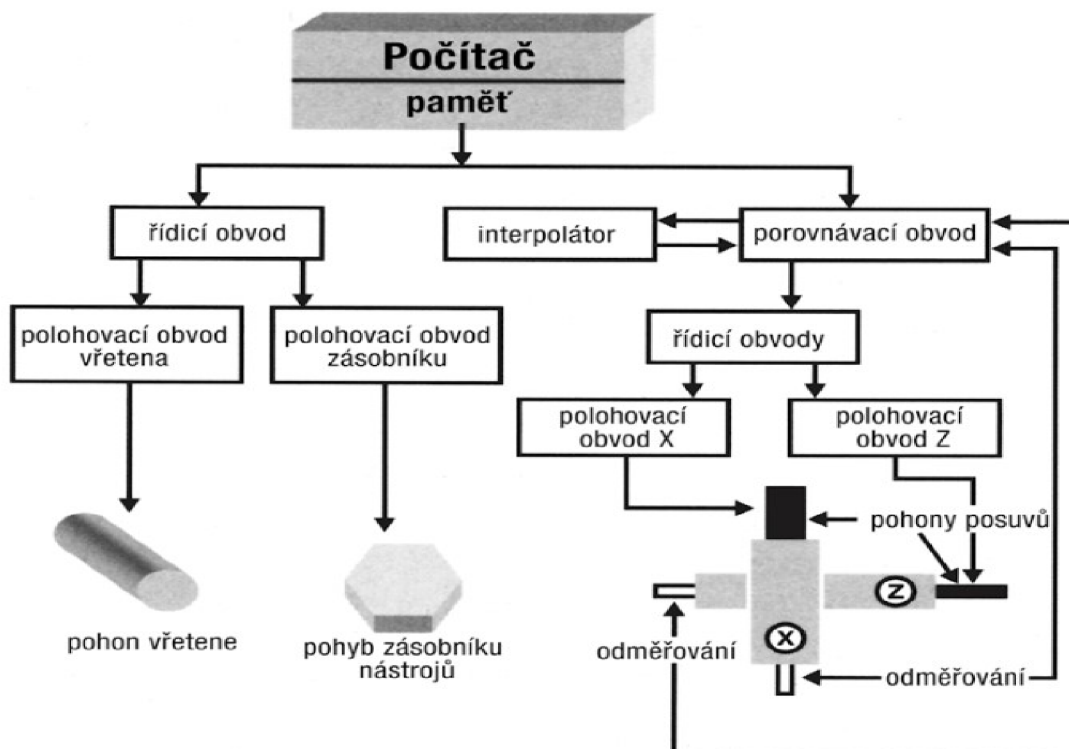 Počítač
paměť
řídicí obvod
interpolátor
porovnávací obvod
polohovací obvod
vřetena
polohovací obvod
zásobníku
řídicí obvody
polohovací
obvod X
polohovací
obvod Z
pohony posuvů
Z
X
odměřování
odměřování
pohon vřetene
pohyb zásobníku
nástrojů